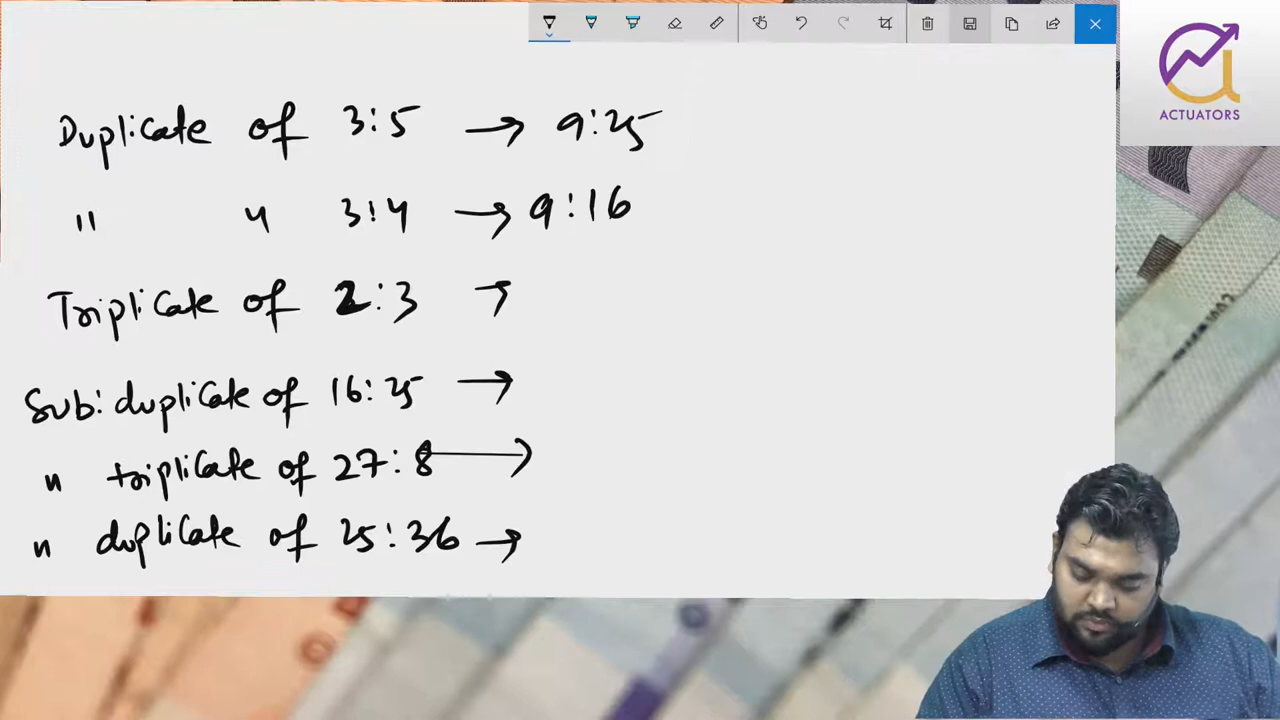 Duplicate of 3:5 → 9:25
" " 3:4 → 9:16
Triplicate of 2:3 →
Sub: duplicate of 16:25 →
" triplicate of 27:8 →
" duplicate of 25:36 →
ACTUATORS